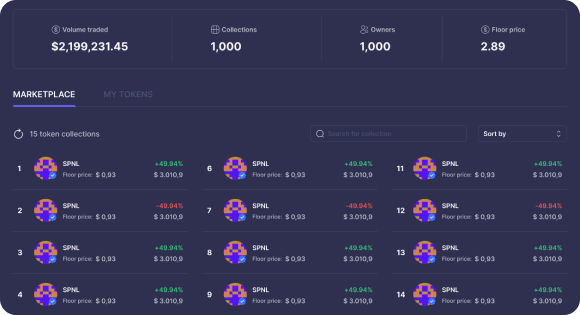 Volume traded
$2,199,231.45
Collections
1,000
Owners
1,000
Floor price
2.89
MARKETPLACE
MY TOKENS
15 token collections
Search for collection
Sort by
1 SPNL +49.94%
Floor price: $ 0,93 $ 3.010,9
6 SPNL +49.94%
Floor price: $ 0,93 $ 3.010,9
11 SPNL +49.94%
Floor price: $ 0,93 $ 3.010,9
2 SPNL -49.94%
Floor price: $ 0,93 $ 3.010,9
7 SPNL -49.94%
Floor price: $ 0,93 $ 3.010,9
12 SPNL -49.94%
Floor price: $ 0,93 $ 3.010,9
3 SPNL +49.94%
Floor price: $ 0,93 $ 3.010,9
8 SPNL +49.94%
Floor price: $ 0,93 $ 3.010,9
13 SPNL +49.94%
Floor price: $ 0,93 $ 3.010,9
4 SPNL +49.94%
Floor price: $ 0,93 $ 3.010,9
9 SPNL +49.94%
Floor price: $ 0,93 $ 3.010,9
14 SPNL +49.94%
Floor price: $ 0,93 $ 3.010,9